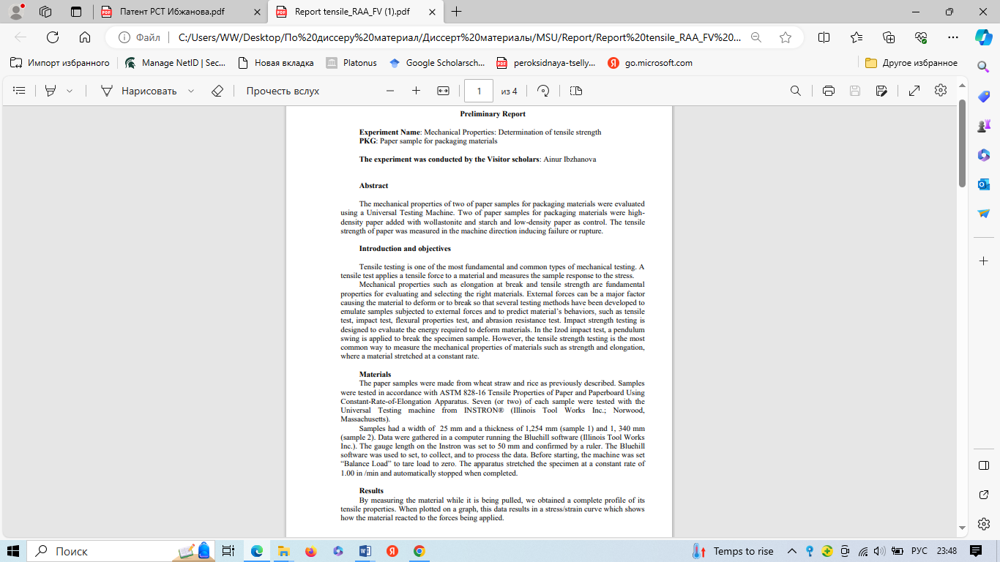 Патент РСТ Ибжанова.pdf
Report tensile_RAA_FV (1).pdf
Файл
C:/Users/WW/Desktop/По%20диссеру%20материал/Диссерт%20материалы/MSU/Report/Report%20tensile_RAA_FV%20...
Импорт избранного
Manage NetID | Sec...
Новая вкладка
Platonus
Google Scholarsch...
peroksidnaya-tselly...
go.microsoft.com
Другое избранное
Нарисовать
Прочесть вслух
1
из 4
Preliminary Report
Experiment Name: Mechanical Properties: Determination of tensile strength
PKG: Paper sample for packaging materials
The experiment was conducted by the Visitor scholars: Ainur Ibzhanova
Abstract
The mechanical properties of two of paper samples for packaging materials were evaluated
using a Universal Testing Machine. Two of paper samples for packaging materials were high-
density paper added with wollastonite and starch and low-density paper as control. The tensile
strength of paper was measured in the machine direction inducing failure or rupture.
Introduction and objectives
Tensile testing is one of the most fundamental and common types of mechanical testing. A
tensile test applies a tensile force to a material and measures the sample response to the stress.
Mechanical properties such as elongation at break and tensile strength are fundamental
properties for evaluating and selecting the right materials. External forces can be a major factor
causing the material to deform or to break so that several testing methods have been developed to
emulate samples subjected to external forces and to predict material's behaviors, such as tensile
test, impact test, flexural properties test, and abrasion resistance test. Impact strength testing is
designed to evaluate the energy required to deform materials. In the Izod impact test, a pendulum
swing is applied to break the specimen sample. However, the tensile strength testing is the most
common way to measure the mechanical properties of materials such as strength and elongation,
where a material stretched at a constant rate.
Materials
The paper samples were made from wheat straw and rice as previously described. Samples
were tested in accordance with ASTM 828-16 Tensile Properties of Paper and Paperboard Using
Constant-Rate-of-Elongation Apparatus. Seven (or two) of each sample were tested with the
Universal Testing machine from INSTRON® (Illinois Tool Works Inc.; Norwood,
Massachusetts).
Samples had a width of 25 mm and a thickness of 1,254 mm (sample 1) and 1, 340 mm
(sample 2). Data were gathered in a computer running the Bluehill software (Illinois Tool Works
Inc.). The gauge length on the Instron was set to 50 mm and confirmed by a ruler. The Bluehill
software was used to set, to collect, and to process the data. Before starting, the machine was set
“Balance Load” to tare load to zero. The apparatus stretched the specimen at a constant rate of
1.00 in /min and automatically stopped when completed.
Results
By measuring the material while it is being pulled, we obtained a complete profile of its
tensile properties. When plotted on a graph, this data results in a stress/strain curve which shows
how the material reacted to the forces being applied.
Поиск
Temps to rise
РУС
23:48